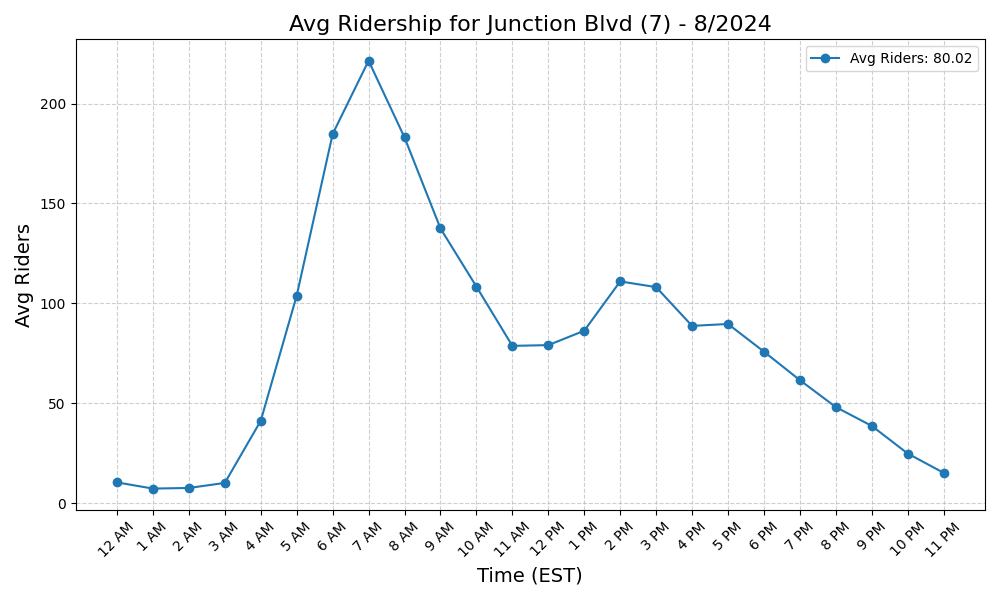 Avg Ridership for Junction Blvd (7) - 8/2024
Avg Riders: 80.02
Avg Riders
200
150
100
50
0
12 AM
1 AM
2 AM
3 AM
4 AM
5 AM
6 AM
7 AM
8 AM
9 AM
10 AM
11 AM
12 PM
1 PM
2 PM
3 PM
4 PM
5 PM
6 PM
7 PM
8 PM
9 PM
10 PM
11 PM
Time (EST)